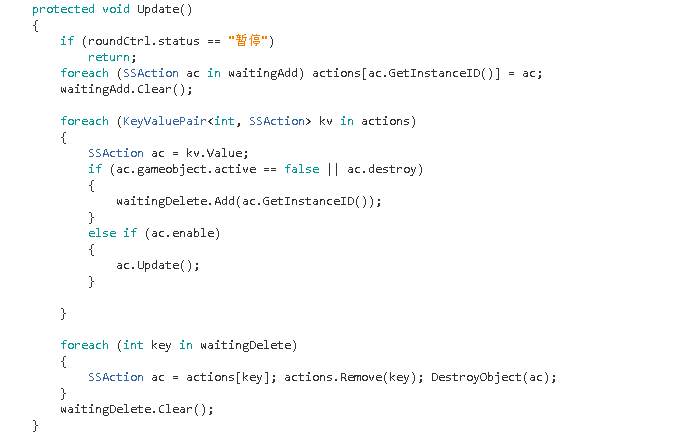 protected void Update()
{
    if (roundCtrl.status == "暂停")
        return;
    foreach (SSAction ac in waitingAdd) actions[ac.GetInstanceID()] = ac;
    waitingAdd.Clear();

    foreach (KeyValuePair<int, SSAction> kv in actions)
    {
        SSAction ac = kv.Value;
        if (ac.gameobject.active == false || ac.destroy)
        {
            waitingDelete.Add(ac.GetInstanceID());
        }
        else if (ac.enable)
        {
            ac.Update();
        }

    }

    foreach (int key in waitingDelete)
    {
        SSAction ac = actions[key]; actions.Remove(key); DestroyObject(ac);
    }
    waitingDelete.Clear();
}